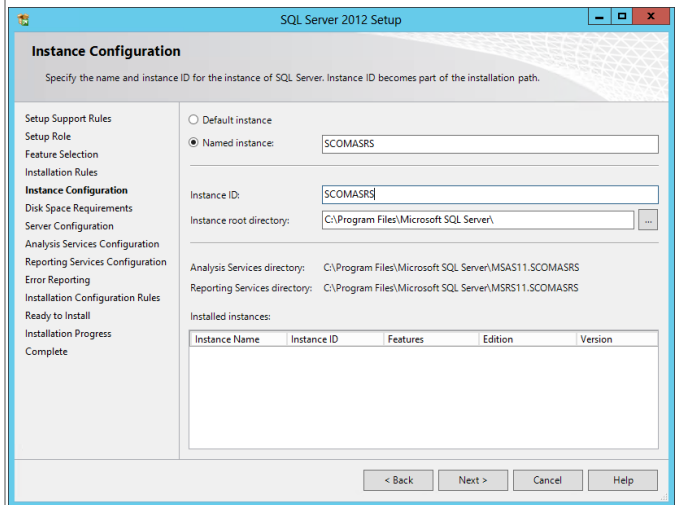 SQL Server 2012 Setup
Instance Configuration
Specify the name and instance ID for the instance of SQL Server. Instance ID becomes part of the installation path.
Setup Support Rules
Setup Role
Feature Selection
Installation Rules
Instance Configuration
Disk Space Requirements
Server Configuration
Analysis Services Configuration
Reporting Services Configuration
Error Reporting
Installation Configuration Rules
Ready to Install
Installation Progress
Complete
Default instance
Named instance: SCOMASRS
Instance ID: SCOMASRS
Instance root directory: C:\Program Files\Microsoft SQL Server\ ...
Analysis Services directory: C:\Program Files\Microsoft SQL Server\MSAS11.SCOMASRS
Reporting Services directory: C:\Program Files\Microsoft SQL Server\MSRS11.SCOMASRS
Installed instances:
Instance Name Instance ID Features Edition Version
< Back Next > Cancel Help